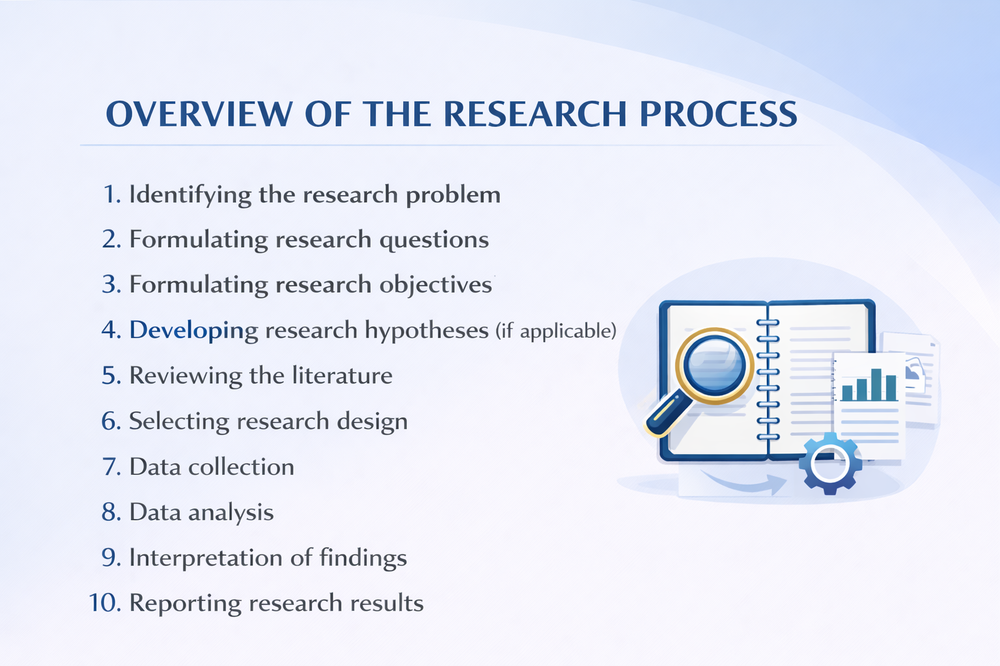 OVERVIEW OF THE RESEARCH PROCESS
1. Identifying the research problem
2. Formulating research questions
3. Formulating research objectives
4. Developing research hypotheses (if applicable)
5. Reviewing the literature
6. Selecting research design
7. Data collection
8. Data analysis
9. Interpretation of findings
10. Reporting research results